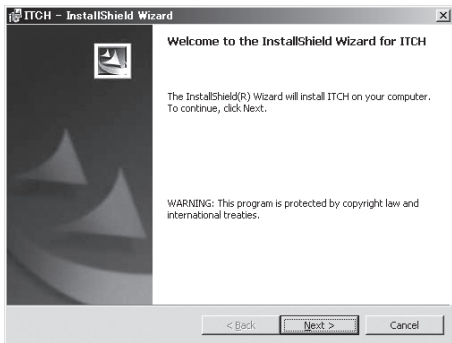 ITCH - InstallShield Wizard
Welcome to the InstallShield Wizard for ITCH
The InstallShield(R) Wizard will install ITCH on your computer.
To continue, click Next.
WARNING: This program is protected by copyright law and
international treaties.
< Back
Next >
Cancel